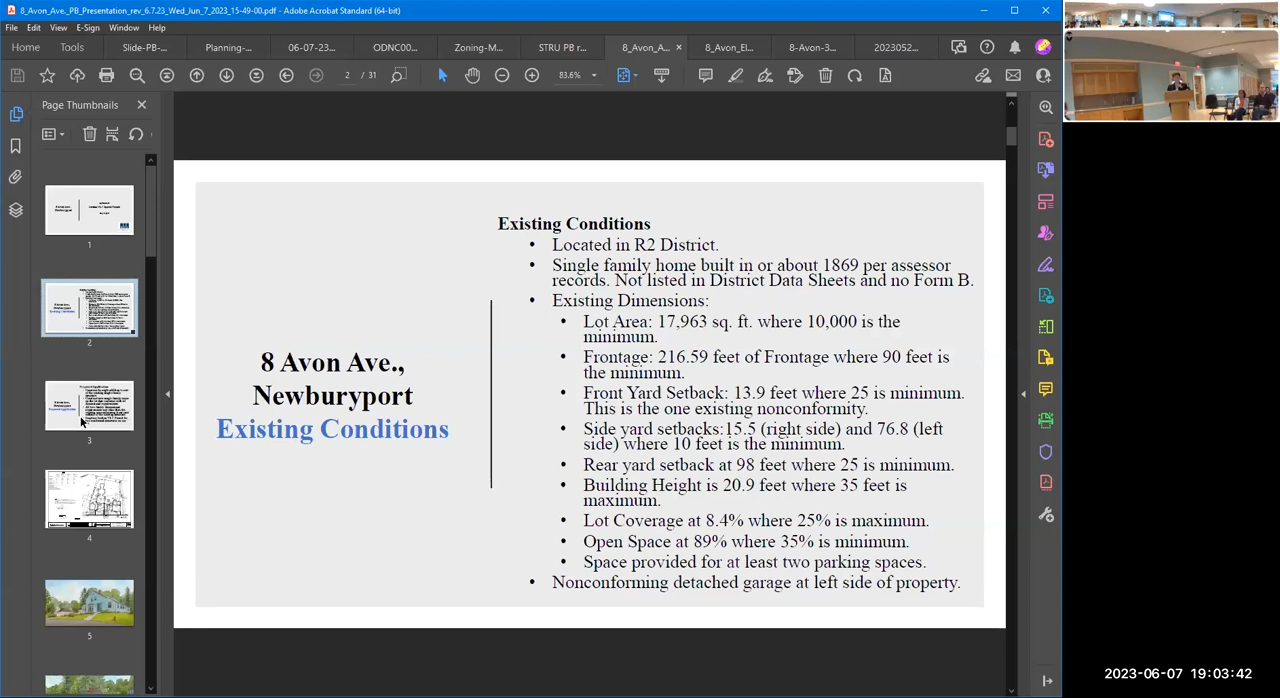 8_Avon_Ave._PB_Presentation_rev_6.7.23_Wed_Jun_7_2023_15-49-00.pdf - Adobe Acrobat Standard (64-bit)
File Edit View E-Sign Window Help
Home Tools Slide-PB-... Planning-... 06-07-23... ODNC00... Zoning-M... STRU PB r... 8_Avon_A... × 8_Avon_El... 8-Avon-3... 2023052...
2 / 31 83.6%
Page Thumbnails
1
2
3
4
5
8 Avon Ave.,
Newburyport
Existing Conditions
Existing Conditions
• Located in R2 District.
• Single family home built in or about 1869 per assessor
records. Not listed in District Data Sheets and no Form B.
• Existing Dimensions:
• Lot Area: 17,963 sq. ft. where 10,000 is the
minimum.
• Frontage: 216.59 feet of Frontage where 90 feet is
the minimum.
• Front Yard Setback: 13.9 feet where 25 is minimum.
This is the one existing nonconformity.
• Side yard setbacks:15.5 (right side) and 76.8 (left
side) where 10 feet is the minimum.
• Rear yard setback at 98 feet where 25 is minimum.
• Building Height is 20.9 feet where 35 feet is
maximum.
• Lot Coverage at 8.4% where 25% is maximum.
• Open Space at 89% where 35% is minimum.
• Space provided for at least two parking spaces.
• Nonconforming detached garage at left side of property.
2023-06-07 19:03:42